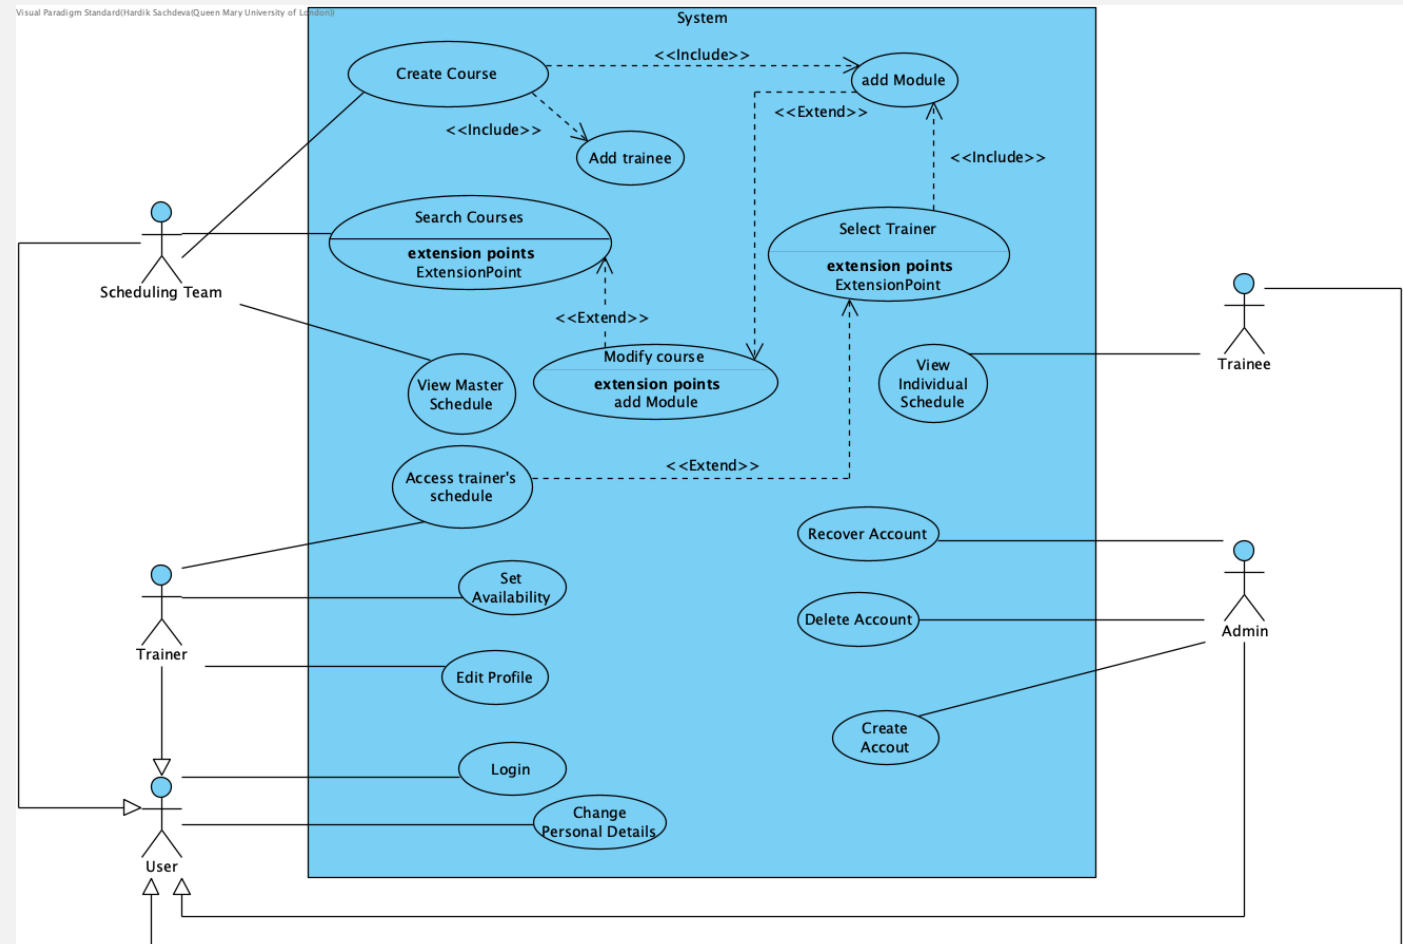 Visual Paradigm Standard(Hardik Sachdeva(Queen Mary University of London))
System
<<Include>>
Create Course
add Module
<<Extend>>
<<Include>>
Add trainee
<<Include>>
Search Courses
extension points
ExtensionPoint
Select Trainer
extension points
ExtensionPoint
Scheduling Team
<<Extend>>
Modify course
extension points
add Module
View
Individual
Schedule
Trainee
View Master
Schedule
<<Extend>>
Access trainer's
schedule
Recover Account
Set
Availability
Delete Account
Admin
Trainer
Edit Profile
Create
Accout
Login
Change
Personal Details
User